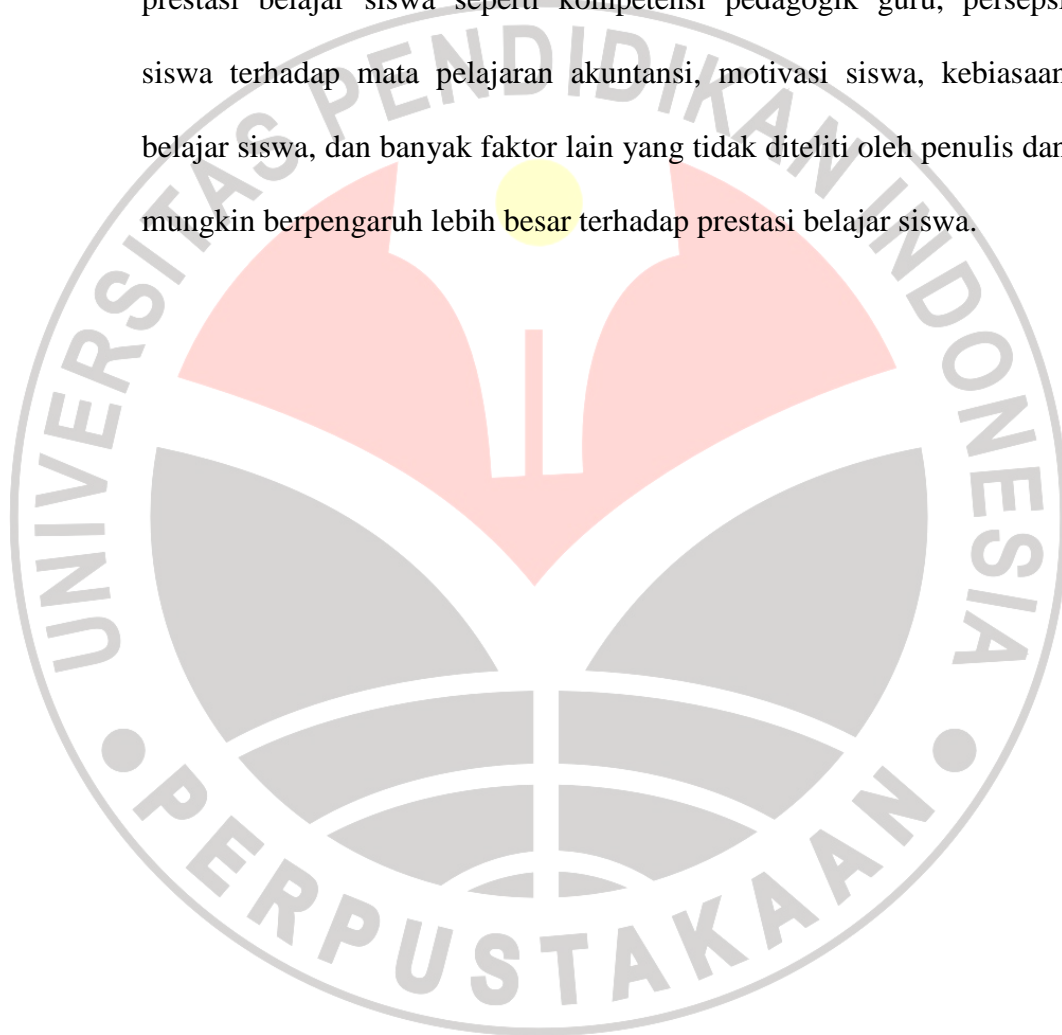 prestasi belajar siswa seperti kompetensi pedagogik guru, persepsi
siswa terhadap mata pelajaran akuntansi, motivasi siswa, kebiasaan
belajar siswa, dan banyak faktor lain yang tidak diteliti oleh penulis dan
mungkin berpengaruh lebih besar terhadap prestasi belajar siswa.
UNIVERSITAS PENDIDIKAN INDONESIA
PERPUSTAKAAN